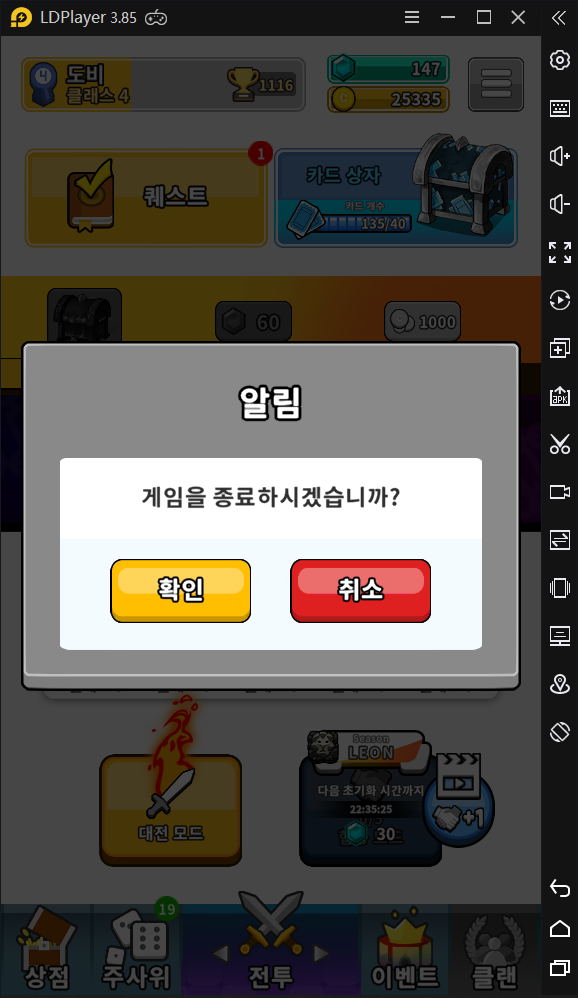 LDPlayer 3.85
4
도비
클래스 4
1116
147
25335
퀘스트
1
카드 상자
카드 개수
135/40
60
1000
알림
게임을 종료하시겠습니까?
확인
취소
대전 모드
Season
LEON
다음 초기화 시간까지
22:35:25
30
+1
19
상점
주사위
전투
이벤트
클랜
APK